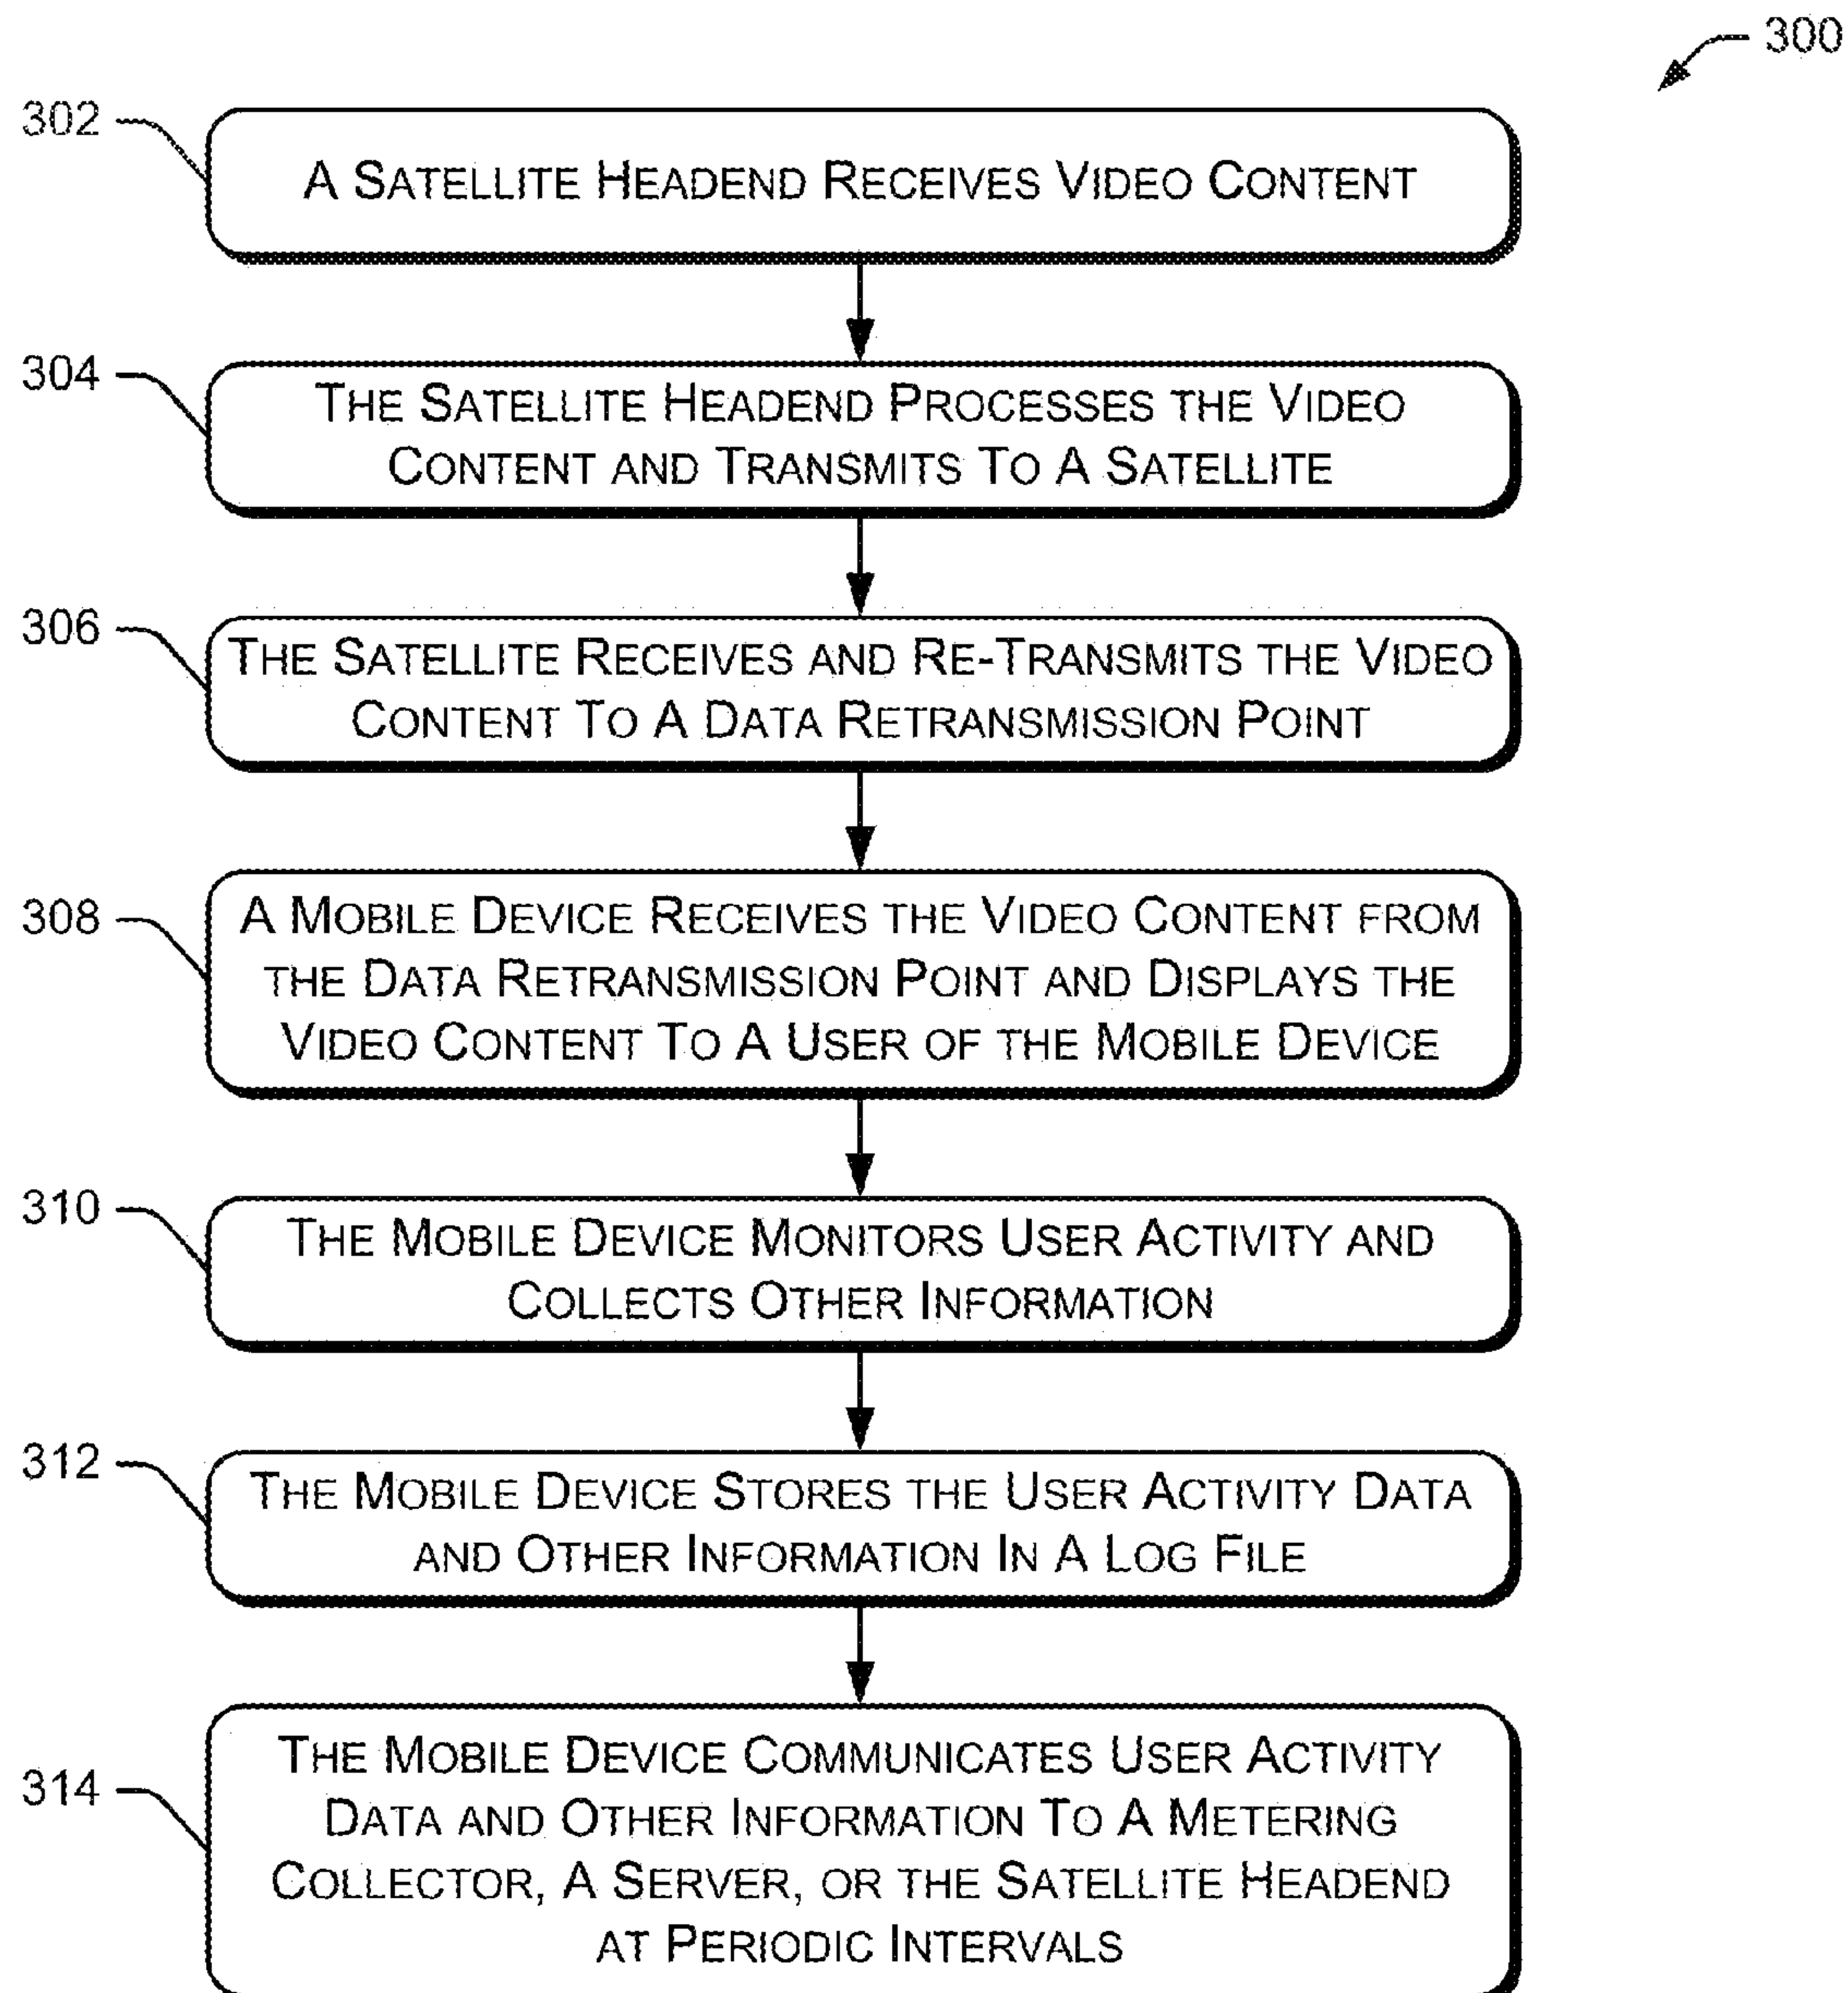 300
302
A SATELLITE HEADEND RECEIVES VIDEO CONTENT
304
THE SATELLITE HEADEND PROCESSES THE VIDEO
CONTENT AND TRANSMITS TO A SATELLITE
306
THE SATELLITE RECEIVES AND RE-TRANSMITS THE VIDEO
CONTENT TO A DATA RETRANSMISSION POINT
308
A MOBILE DEVICE RECEIVES THE VIDEO CONTENT FROM
THE DATA RETRANSMISSION POINT AND DISPLAYS THE
VIDEO CONTENT TO A USER OF THE MOBILE DEVICE
310
THE MOBILE DEVICE MONITORS USER ACTIVITY AND
COLLECTS OTHER INFORMATION
312
THE MOBILE DEVICE STORES THE USER ACTIVITY DATA
AND OTHER INFORMATION IN A LOG FILE
314
THE MOBILE DEVICE COMMUNICATES USER ACTIVITY
DATA AND OTHER INFORMATION TO A METERING
COLLECTOR, A SERVER, OR THE SATELLITE HEADEND
AT PERIODIC INTERVALS